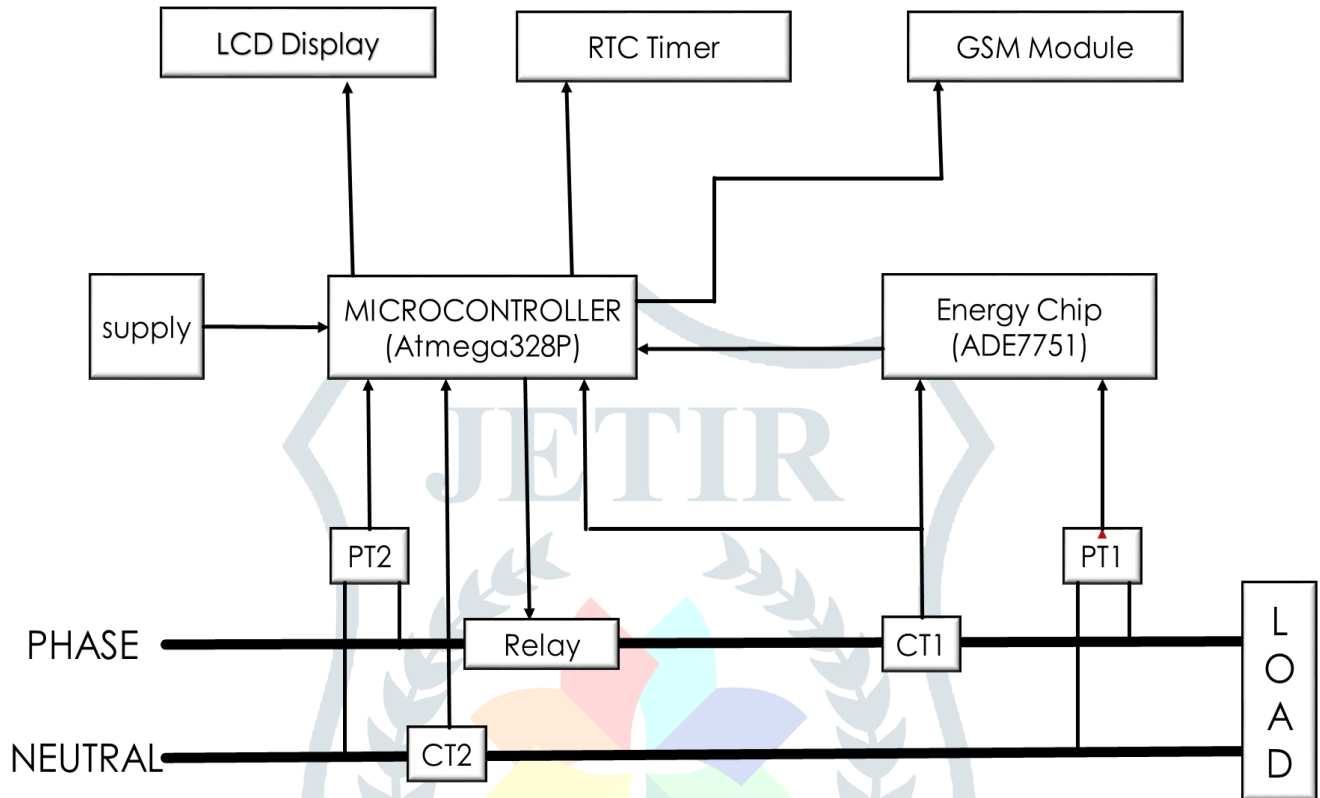 LCD Display
RTC Timer
GSM Module
supply
MICROCONTROLLER
(Atmega328P)
Energy Chip
(ADE7751)
JETIR
PT2
PT1
PHASE
Relay
CT1
NEUTRAL
CT2
L
O
A
D